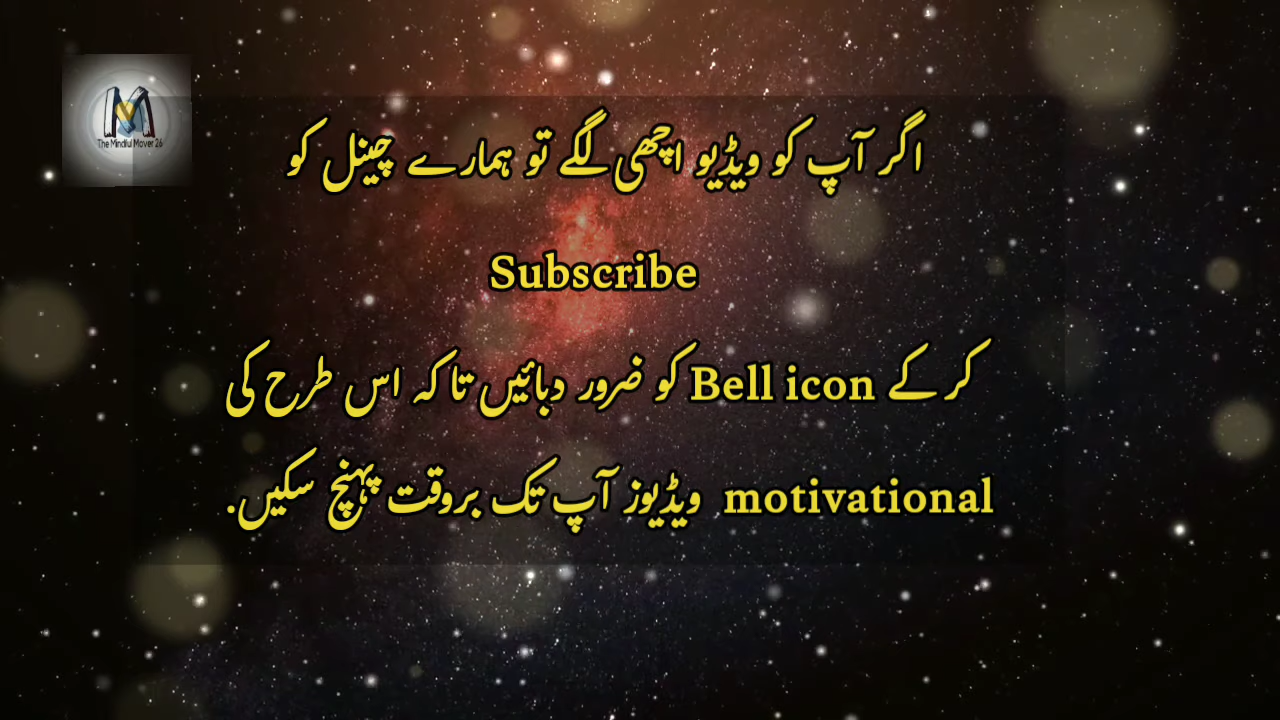 The Mindful Mover 26
اگر آپ کو ویڈیو اچھی لگے تو ہمارے چینل کو
Subscribe
کر کے Bell icon کو ضرور دبائیں تا کہ اس طرح کی
motivational ویڈیوز آپ تک بروقت پہنچ سکیں.